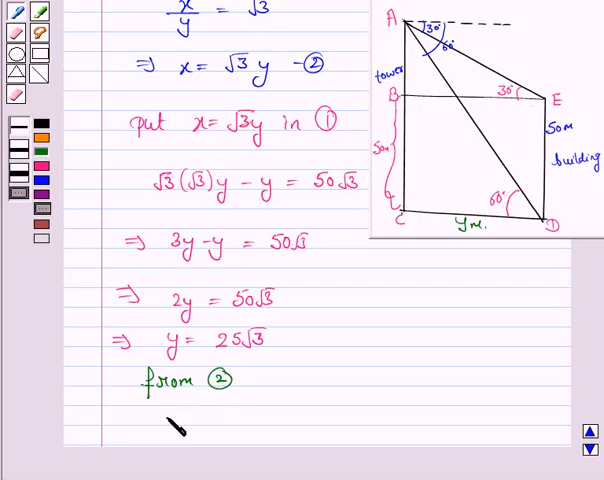 x/y = √3
⇒ x = √3 y - ②
put x = √3y in ①
√3(√3)y - y = 50√3
⇒ 3y - y = 50√3
⇒ 2y = 50√3
⇒ y = 25√3
from ②
A
30°
60°
tower
B
30°
E
50m
50m
building
60°
C
y m.
D